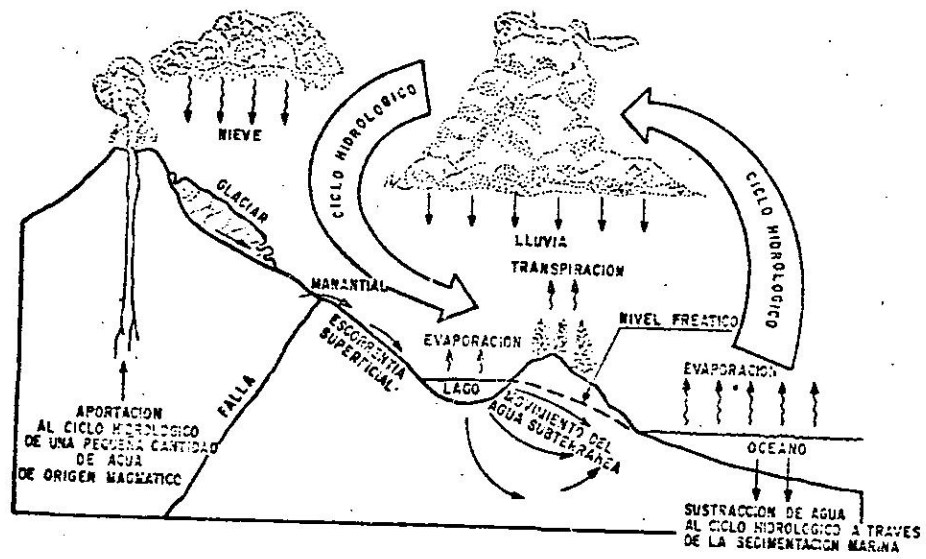 NIEVE
CICLO HIDROLOGICO
CICLO HIDROLOGICO
GLACIAR
LLUVIA
TRANSPIRACION
MANANTIAL
NIVEL FREATICO
ESCORRENTIA
SUPERFICIAL
EVAPORACION
EVAPORACION
LAGO
FALLA
MOVIMIENTO DEL
AGUA SUBTERRANEA
OCEANO
APORTACION
AL CICLO HIDROLOGICO
DE UNA PEQUEÑA CANTIDAD
DE AGUA
DE ORIGEN MAGMATICO
SUSTRACCION DE AGUA
AL CICLO HIDROLOGICO A TRAVES
DE LA SEDIMENTACION MARINA